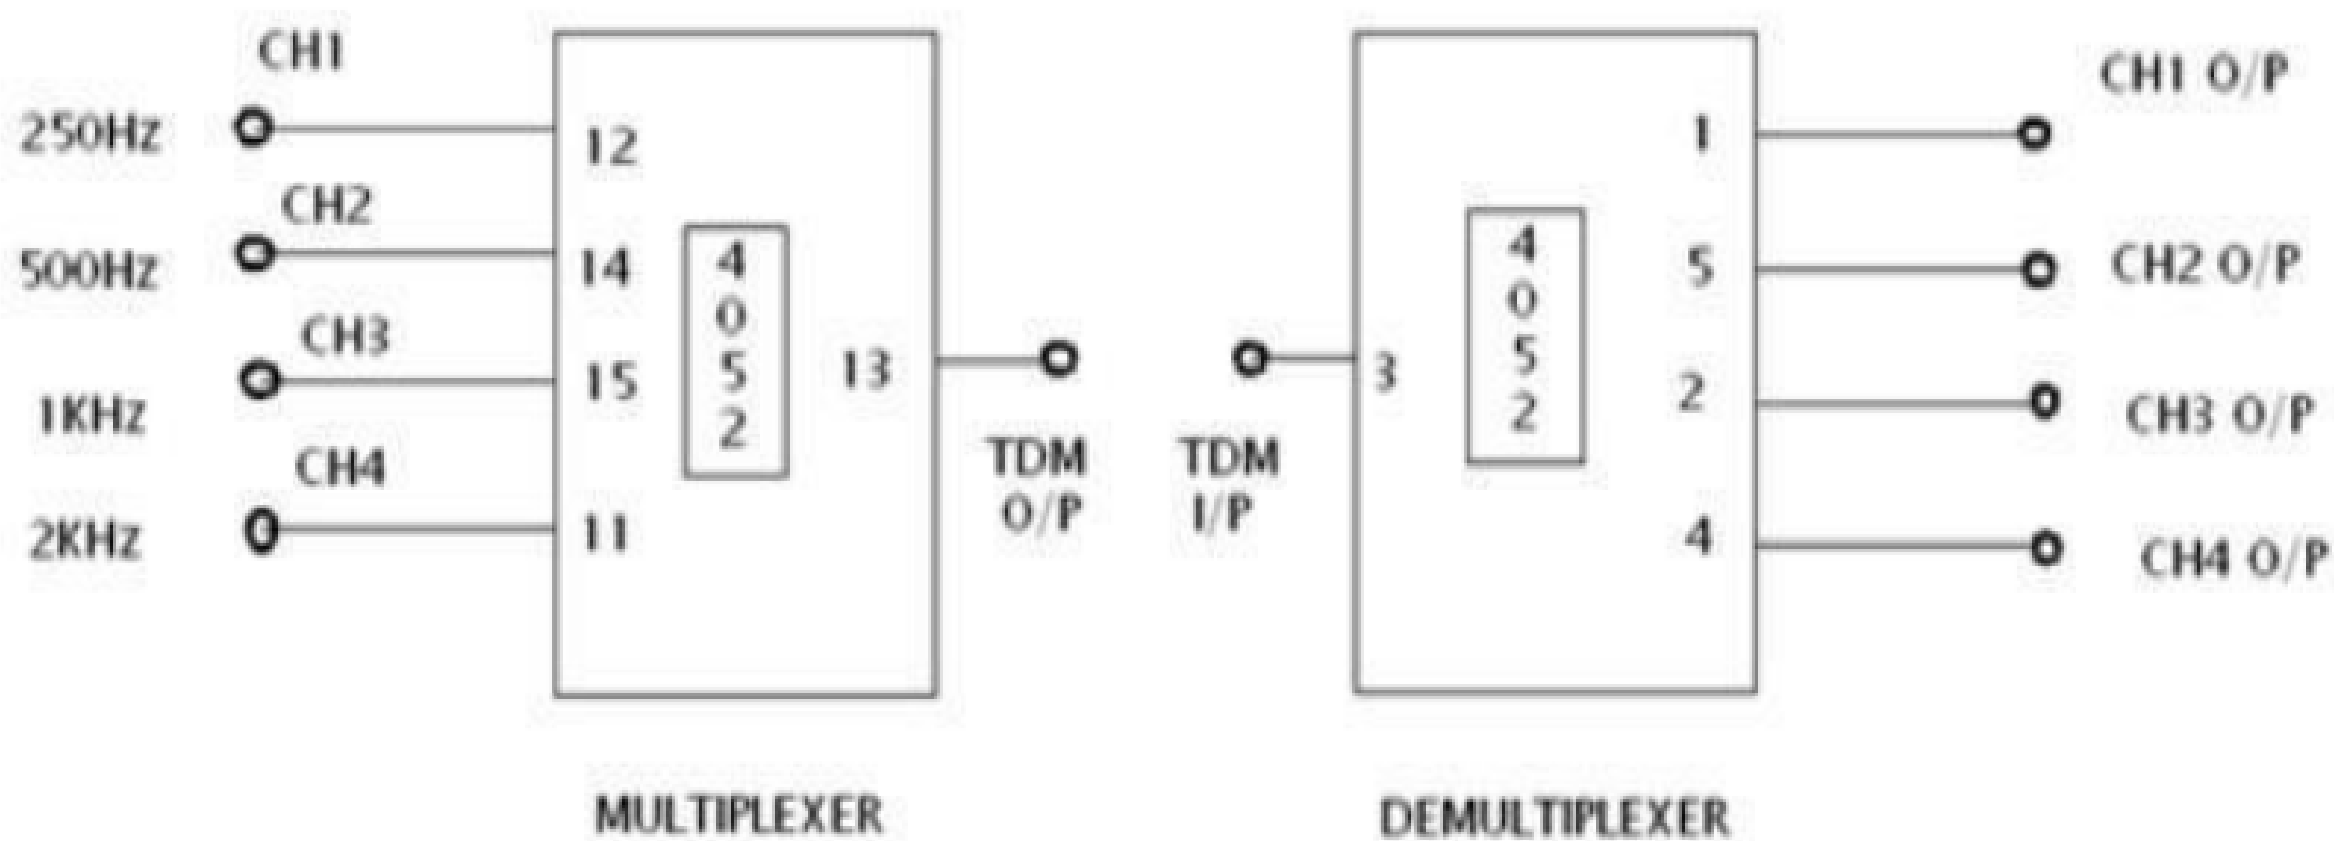 CH1
250Hz
12
CH2
500Hz
14
CH3
1KHz
15
CH4
2KHz
11
4
0
5
2
13
TDM
O/P
MULTIPLEXER
TDM
I/P
3
4
0
5
2
1
CH1 O/P
5
CH2 O/P
2
CH3 O/P
4
CH4 O/P
DEMULTIPLEXER